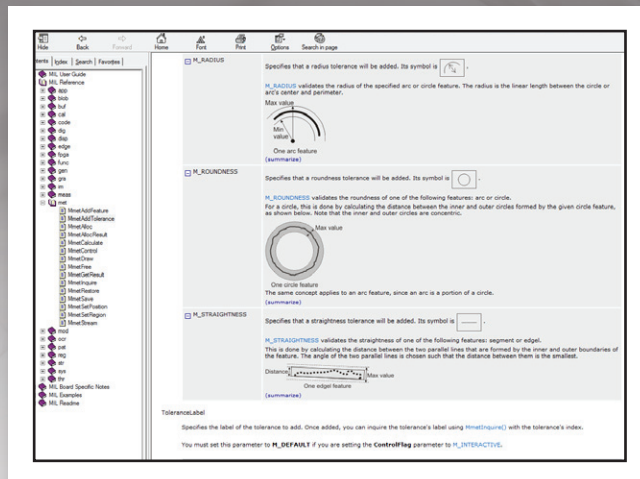 Hide Back Forward Home Font Print Options Search in page
Index Search Favorites
MIL User Guide
MIL Reference
app
blob
buf
cal
code
dig
disp
edge
fpga
func
gen
gra
im
meas
met
MmetAddFeature
MmetAddTolerance
MmetAlloc
MmetAllocResult
MmetCalculate
MmetControl
MmetDraw
MmetFree
MmetGetResult
MmetInquire
MmetRestore
MmetSave
MmetSetPosition
MmetSetRegion
MmetStream
mod
ocr
pat
reg
str
sys
thr
MIL Board Specific Notes
MIL Examples
MIL Readme
M_RADIUS
Specifies that a radius tolerance will be added. Its symbol is .
M_RADIUS validates the radius of the specified arc or circle feature. The radius is the linear length between the circle or
arc's center and perimeter.
Max value
Min
value
One arc feature
(summarize)
M_ROUNDNESS
Specifies that a roundness tolerance will be added. Its symbol is .
M_ROUNDNESS validates the roundness of one of the following features: arc or circle.
For a circle, this is done by calculating the distance between the inner and outer circles formed by the given circle feature,
as shown below. Note that the inner and outer circles are concentric.
Max value
One circle feature
The same concept applies to an arc feature, since an arc is a portion of a circle.
(summarize)
M_STRAIGHTNESS
Specifies that a straightness tolerance will be added. Its symbol is .
M_STRAIGHTNESS validates the straightness of one of the following features: segment or edgel.
This is done by calculating the distance between the two parallel lines that are formed by the inner and outer boundaries of
the feature. The angle of the two parallel lines is chosen such that the distance between them is the smallest.
Distance
Max value
One edgel feature
(summarize)
ToleranceLabel
Specifies the label of the tolerance to add. Once added, you can inquire the tolerance's label using MmetInquire() with the tolerance's index.
You must set this parameter to M_DEFAULT if you are setting the ControlFlag parameter to M_INTERACTIVE.